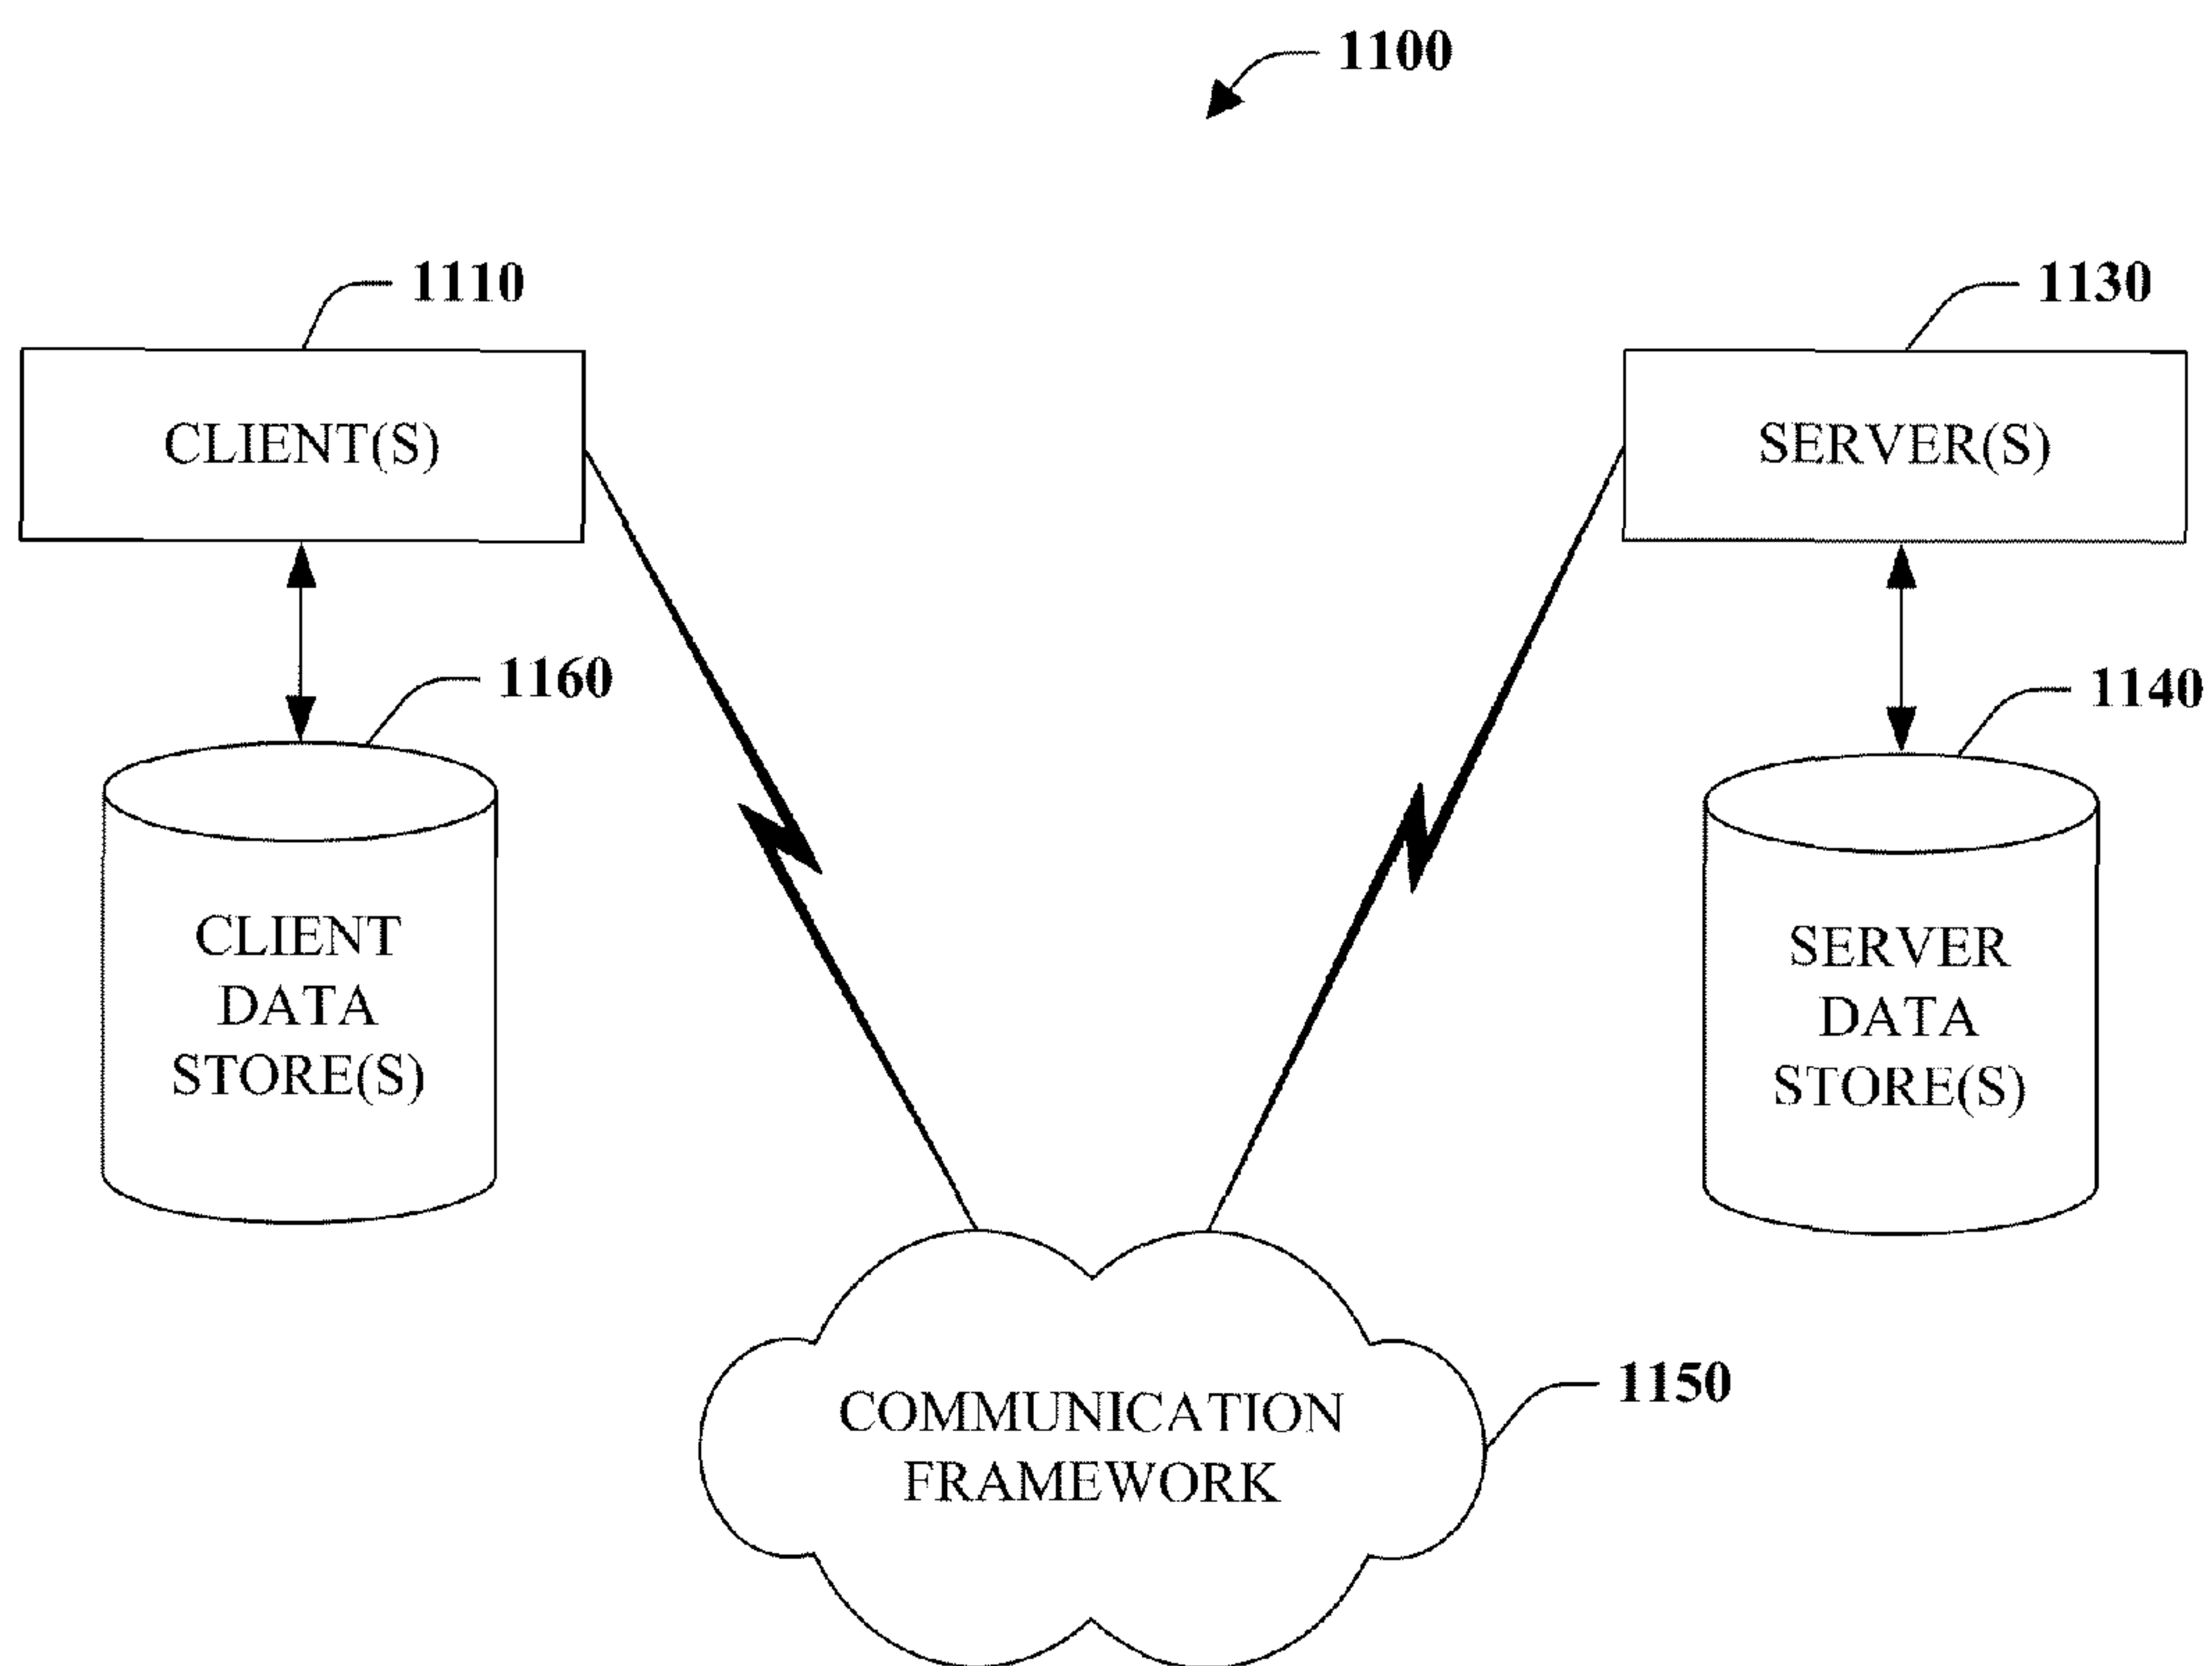 1100
1110
1130
CLIENT(S)
SERVER(S)
1160
1140
CLIENT
DATA
STORE(S)
SERVER
DATA
STORE(S)
COMMUNICATION
FRAMEWORK
1150